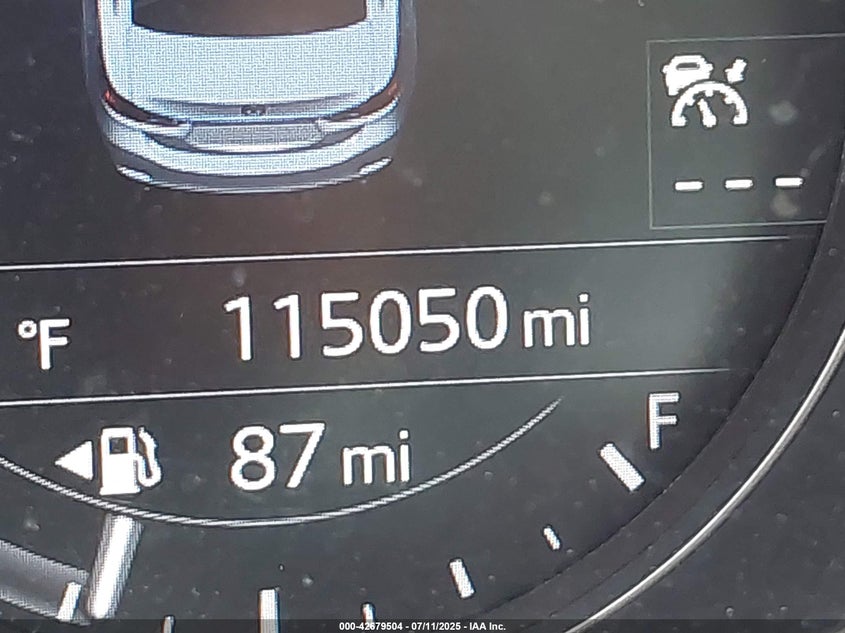 ---
°F 115050 mi
87 mi
F
000-42679504 - 07/11/2025 - IAA Inc.